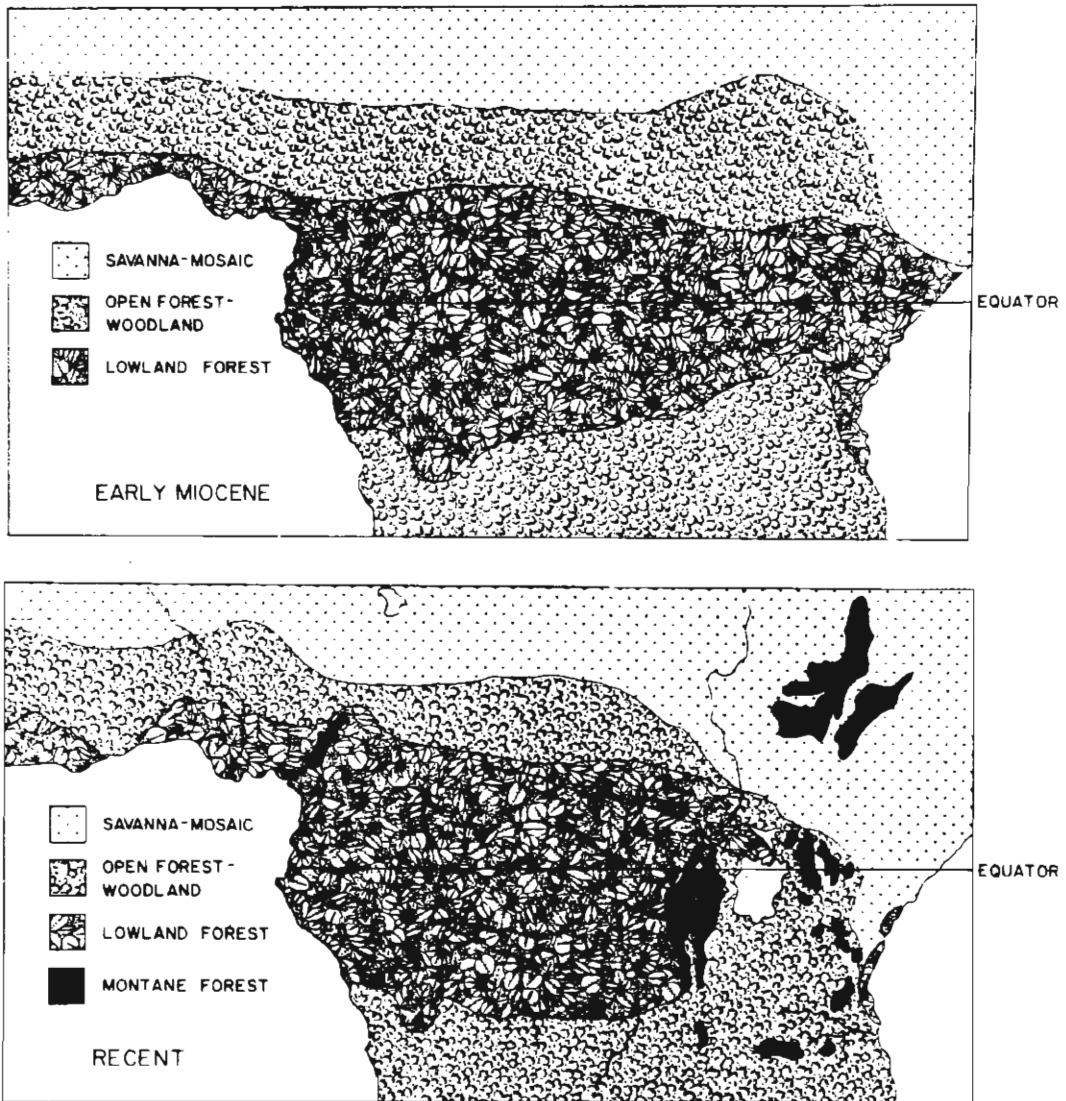 SAVANNA-MOSAIC
OPEN FOREST-
WOODLAND
LOWLAND FOREST
EQUATOR
EARLY MIOCENE
SAVANNA-MOSAIC
OPEN FOREST-
WOODLAND
EQUATOR
LOWLAND FOREST
MONTANE FOREST
RECENT